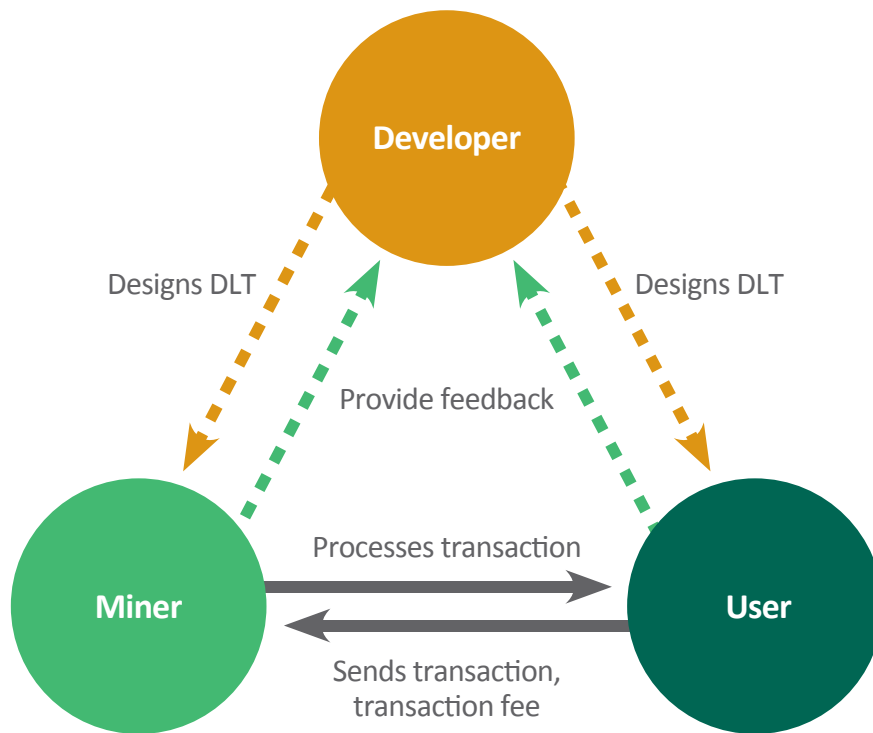 Developer
Designs DLT
Designs DLT
Provide feedback
Processes transaction
Miner
User
Sends transaction,
transaction fee